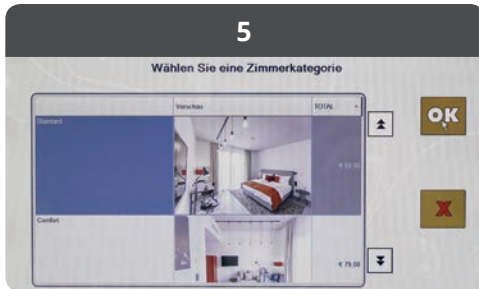 5
Wählen Sie eine Zimmerkategorie
Vorschau TOTAL
Standard
OK
X
Comfort
€ 79,00